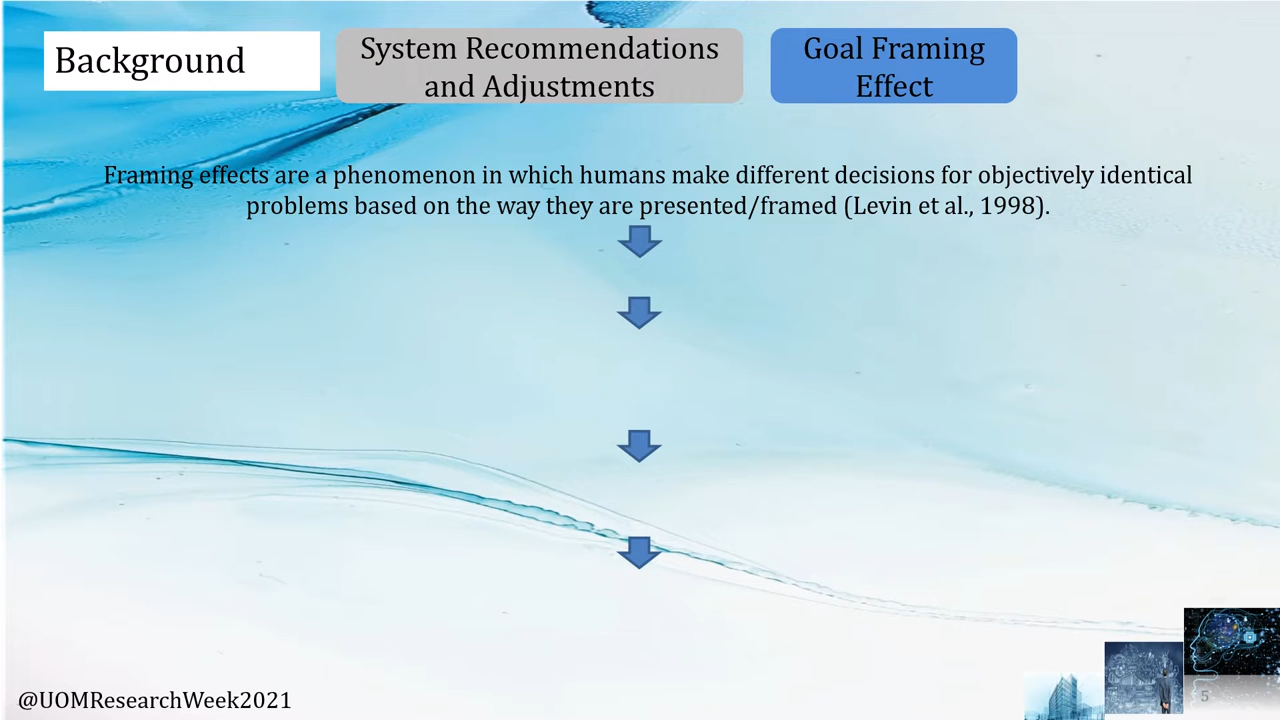 Background
System Recommendations
and Adjustments
Goal Framing
Effect
Framing effects are a phenomenon in which humans make different decisions for objectively identical
problems based on the way they are presented/framed (Levin et al., 1998).
@UOMResearchWeek2021
5